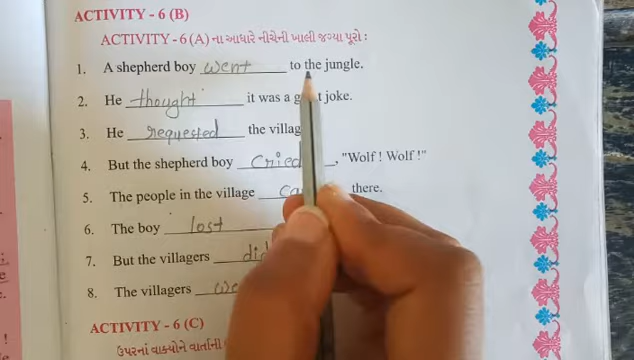 ACTIVITY - 6 (B)
ACTIVITY - 6 (A) ના આધારે નીચેની ખાલી જગ્યા પૂરો :
1. A shepherd boy went to the jungle.
2. He thought it was a joke.
3. He requested the
4. But the shepherd boy cried, "Wolf ! Wolf !"
5. The people in the village there.
6. The boy lost
7. But the villagers
8. The villagers
ACTIVITY - 6 (C)
ઉપરનાં વાક્યોને વાર્તાની